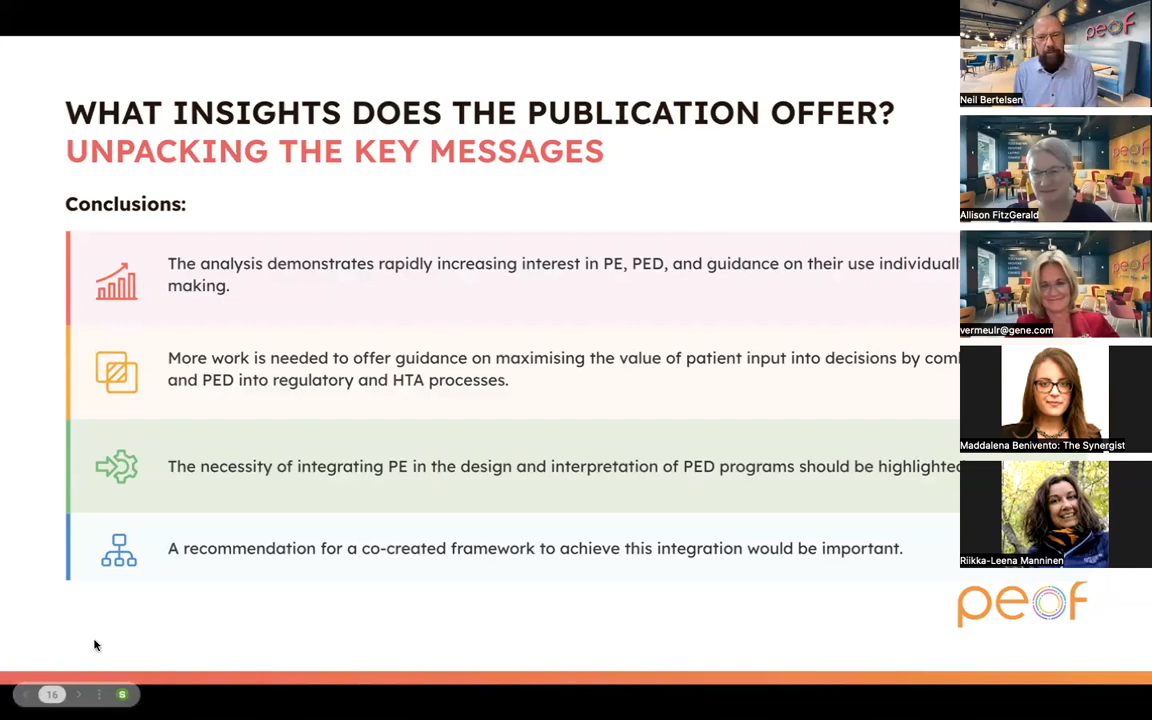 WHAT INSIGHTS DOES THE PUBLICATION OFFER?
UNPACKING THE KEY MESSAGES
Conclusions:
The analysis demonstrates rapidly increasing interest in PE, PED, and guidance on their use individuall
making.
More work is needed to offer guidance on maximising the value of patient input into decisions by com
and PED into regulatory and HTA processes.
The necessity of integrating PE in the design and interpretation of PED programs should be highlighted
A recommendation for a co-created framework to achieve this integration would be important.
peof
Neil Bertelsen
peof
Allison FitzGerald
peof
vermeulr@gene.com
Maddalena Benivento: The Synergist
Riikka-Leena Manninen
peof
16
S